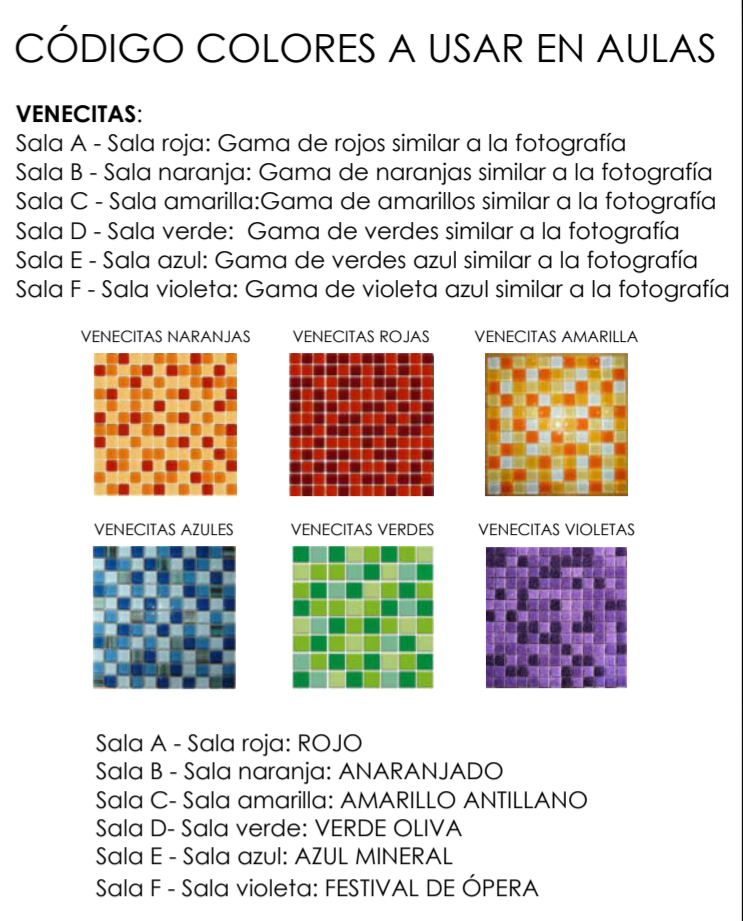 CÓDIGO COLORES A USAR EN AULAS
VENECITAS:
Sala A - Sala roja: Gama de rojos similar a la fotografía
Sala B - Sala naranja: Gama de naranjas similar a la fotografía
Sala C - Sala amarilla:Gama de amarillos similar a la fotografía
Sala D - Sala verde:  Gama de verdes similar a la fotografía
Sala E - Sala azul: Gama de verdes azul similar a la fotografía
Sala F - Sala violeta: Gama de violeta azul similar a la fotografía
VENECITAS NARANJAS
VENECITAS ROJAS
VENECITAS AMARILLA
VENECITAS AZULES
VENECITAS VERDES
VENECITAS VIOLETAS
Sala A - Sala roja: ROJO
Sala B - Sala naranja: ANARANJADO
Sala C- Sala amarilla: AMARILLO ANTILLANO
Sala D- Sala verde: VERDE OLIVA
Sala E - Sala azul: AZUL MINERAL
Sala F - Sala violeta: FESTIVAL DE ÓPERA